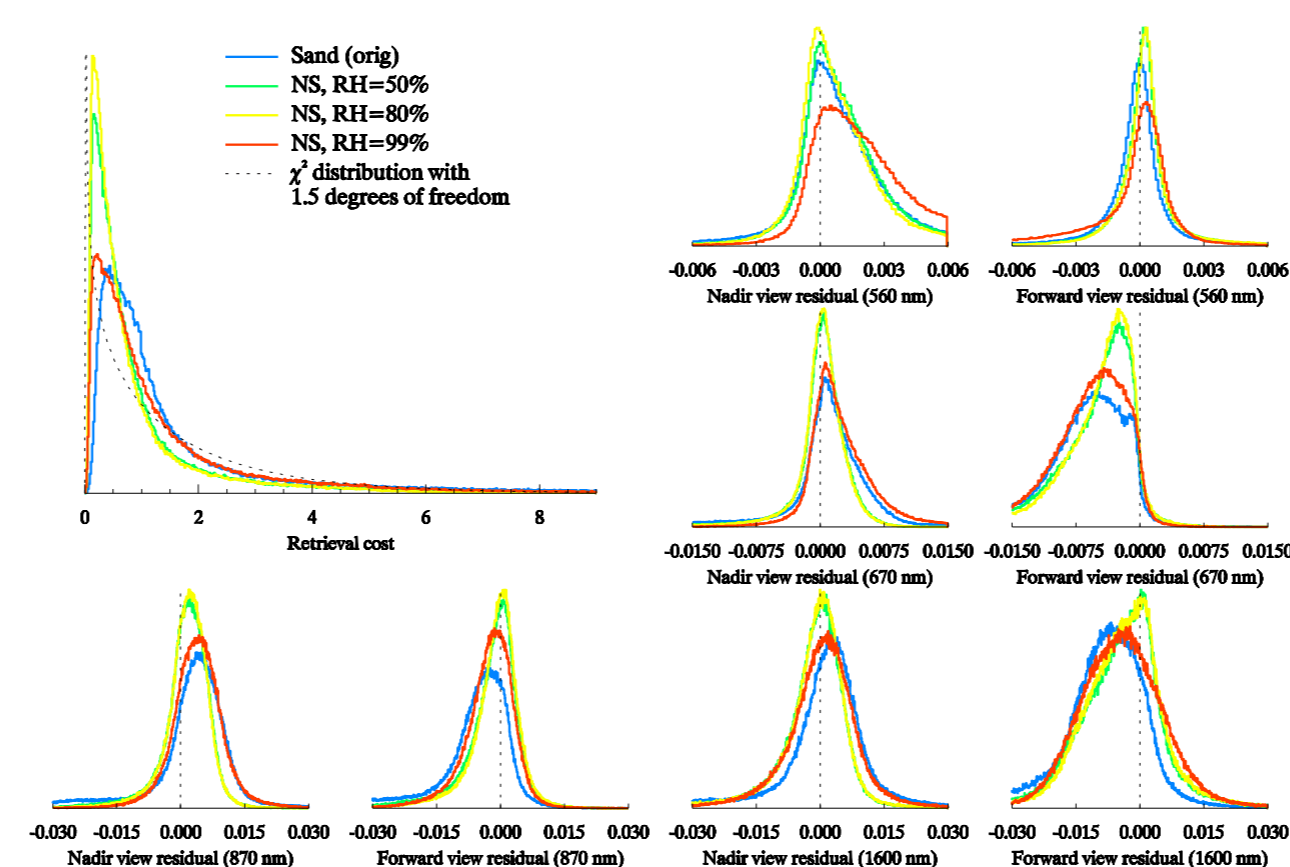 Sand (orig)
NS, RH=50%
NS, RH=80%
NS, RH=99%
χ² distribution with
1.5 degrees of freedom
0 2 4 6 8
Retrieval cost
-0.006 -0.003 0.000 0.003 0.006
Nadir view residual (560 nm)
-0.006 -0.003 0.000 0.003 0.006
Forward view residual (560 nm)
-0.0150 -0.0075 0.0000 0.0075 0.0150
Nadir view residual (670 nm)
-0.0150 -0.0075 0.0000 0.0075 0.0150
Forward view residual (670 nm)
-0.030 -0.015 0.000 0.015 0.030
Nadir view residual (870 nm)
-0.030 -0.015 0.000 0.015 0.030
Forward view residual (870 nm)
-0.030 -0.015 0.000 0.015 0.030
Nadir view residual (1600 nm)
-0.030 -0.015 0.000 0.015 0.030
Forward view residual (1600 nm)